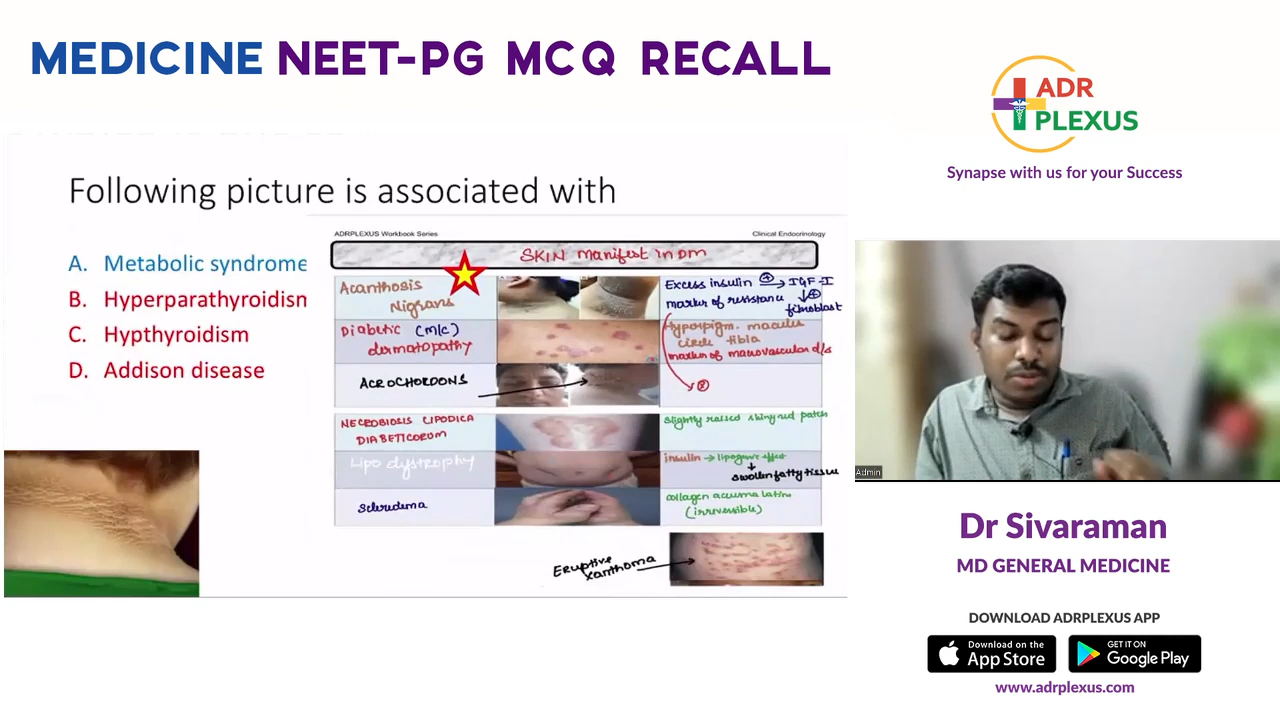 MEDICINE NEET-PG MCQ RECALL
ADR
PLEXUS
Synapse with us for your Success
Following picture is associated with
A. Metabolic syndrome
B. Hyperparathyroidisn
C. Hypthyroidism
D. Addison disease
ADRPLEXUS Workbook Series
Clinical Endocrinology
SKIN manifest in DM
Acanthosis
Nigrans
Excess insulin ⊕→ IGF-I
marker of resistance ↓⊕
fibroblast
Diabetic (M/C)
dermatopathy
Hyperpigm. macules
circle tibia
marker of macrovascular d/s
ACROCHORDONS
NECROBIOSIS LIPODICA
DIABETICORUM
slightly raised shiny red patch
Lipo dystrophy
insulin → lipogenic effect
↓
swollen fatty tissue
Scleredema
collagen accumulation
(irreversible)
Eruptive
xanthoma
Admin
Dr Sivaraman
MD GENERAL MEDICINE
DOWNLOAD ADRPLEXUS APP
Download on the
App Store
GET IT ON
Google Play
www.adrplexus.com